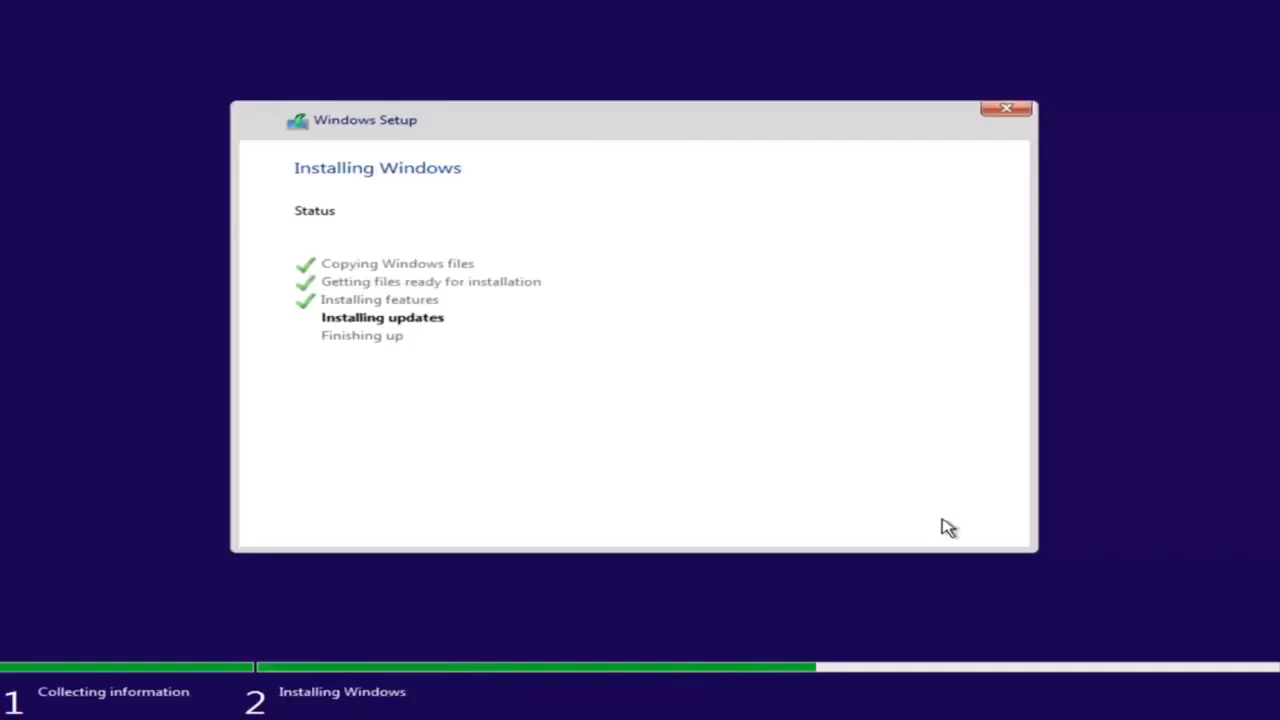 Windows Setup
Installing Windows
Status
Copying Windows files
Getting files ready for installation
Installing features
Installing updates
Finishing up
1 Collecting information
2 Installing Windows